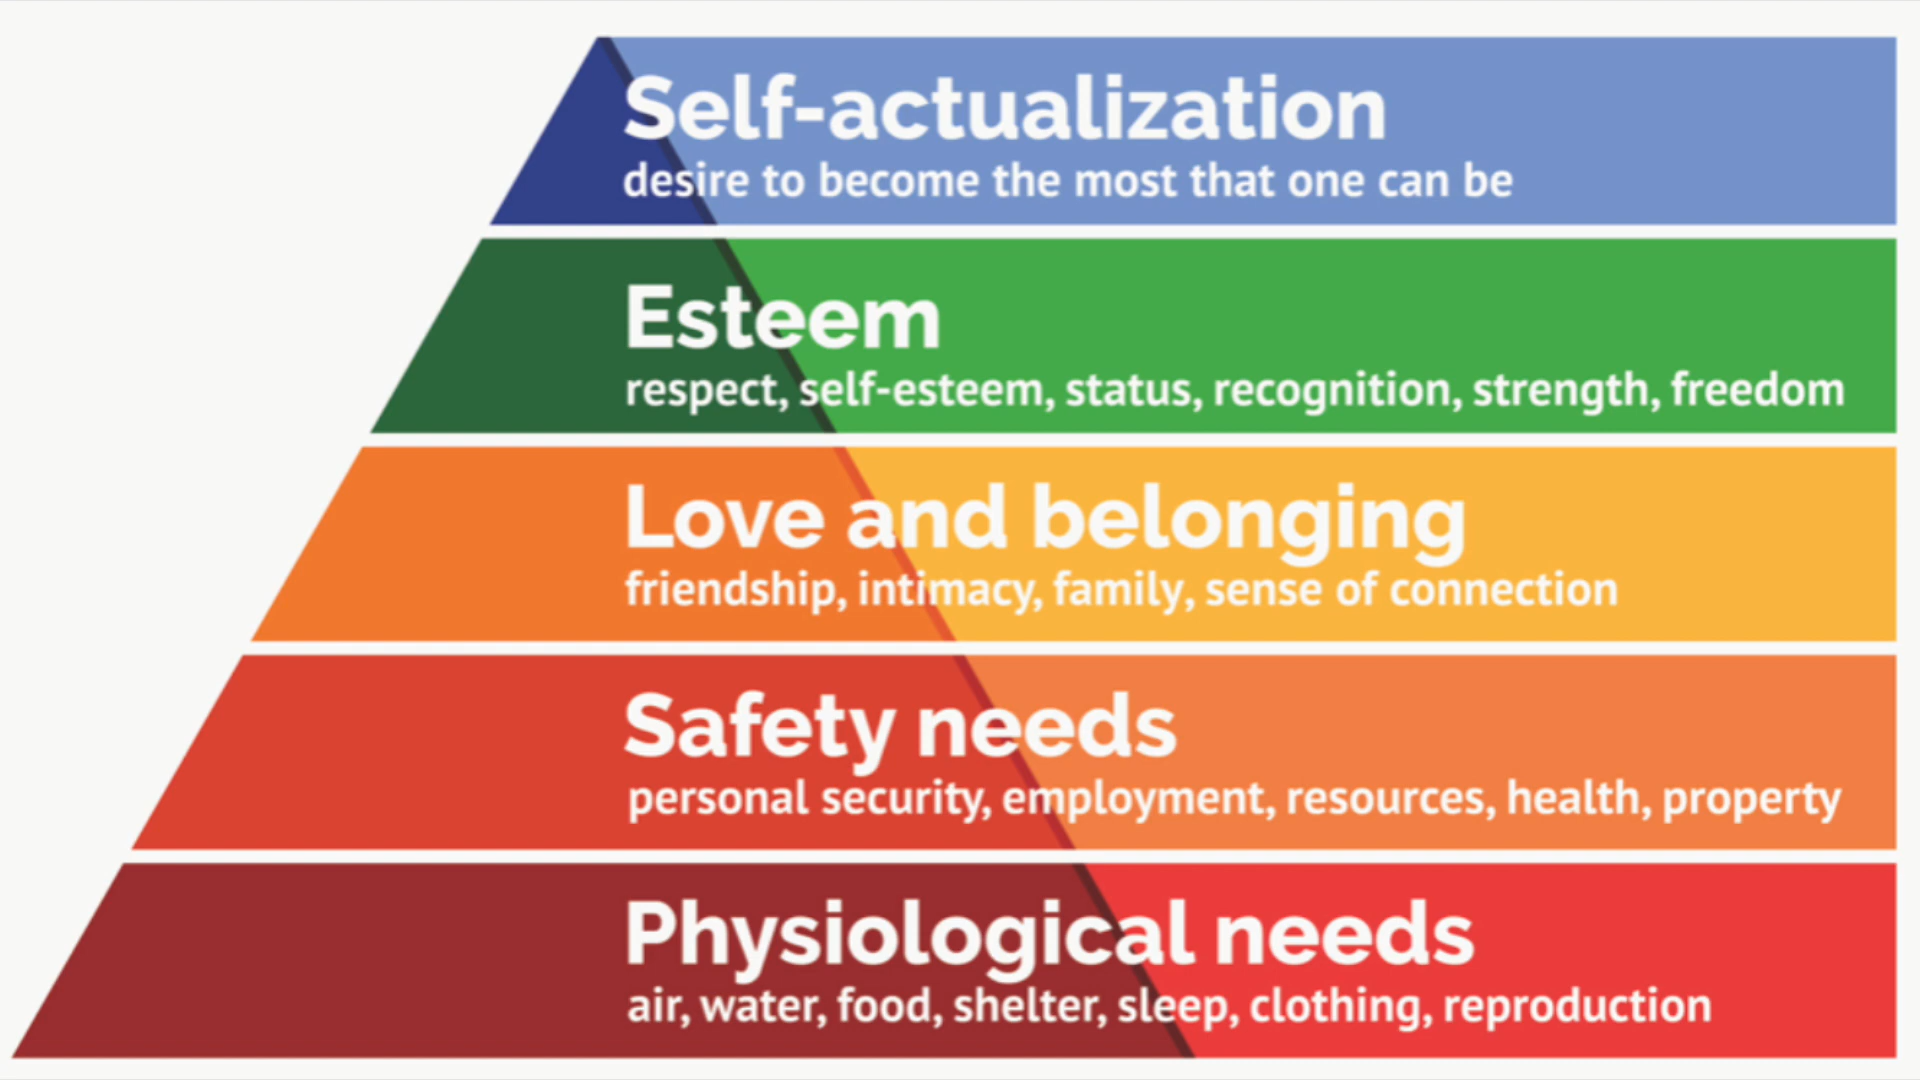 Self-actualization
desire to become the most that one can be
Esteem
respect, self-esteem, status, recognition, strength, freedom
Love and belonging
friendship, intimacy, family, sense of connection
Safety needs
personal security, employment, resources, health, property
Physiological needs
air, water, food, shelter, sleep, clothing, reproduction